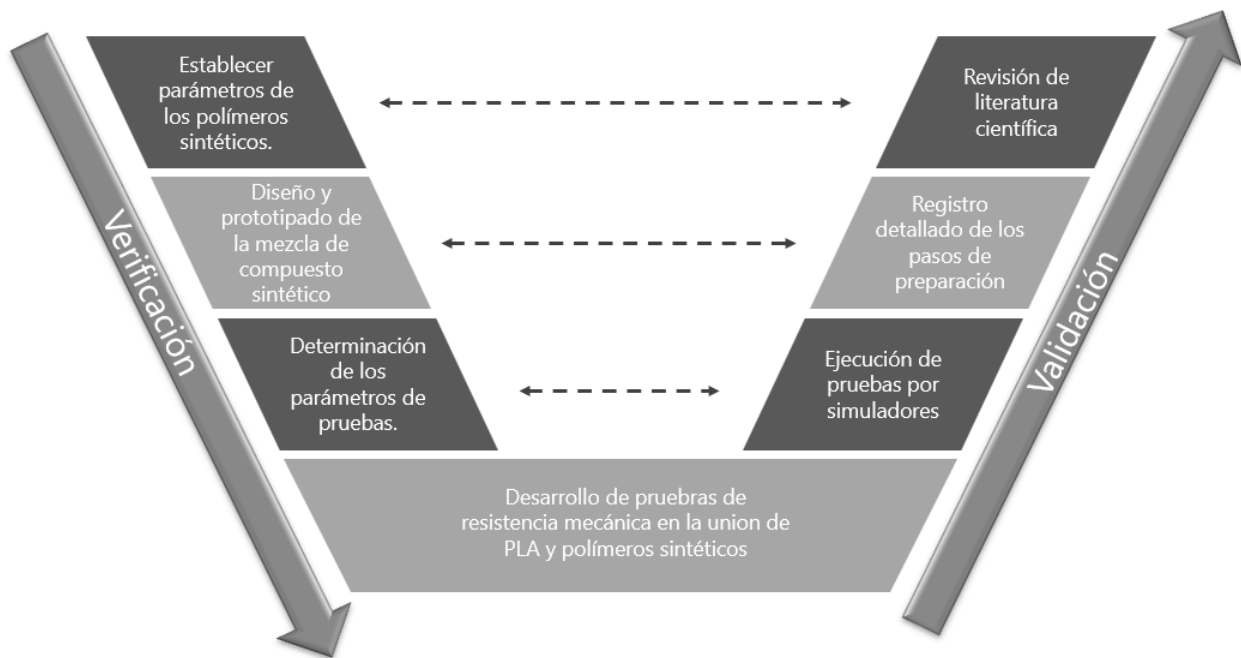 Establecer
parámetros de
los polímeros
sintéticos.
Revisión de
literatura
científica
Diseño y
prototipado de
la mezcla de
compuesto
sintético
Registro
detallado de los
pasos de
preparación
Determinación
de los
parámetros de
pruebas.
Ejecución de
pruebas por
simuladores
Desarrollo de pruebras de
resistencia mecánica en la union de
PLA y polímeros sintéticos
Verificación
Validación